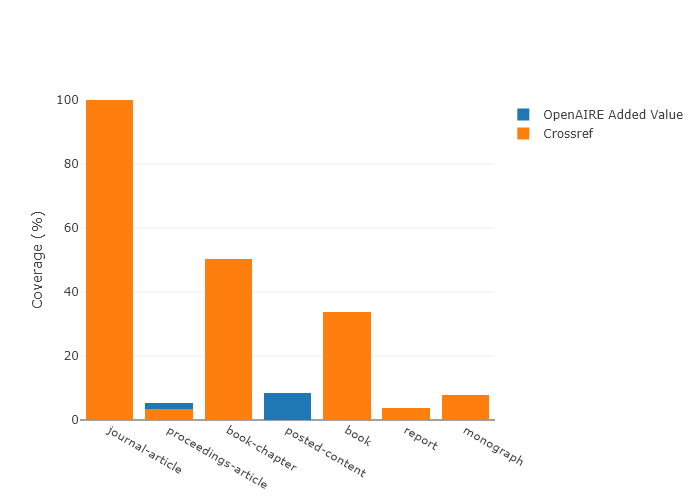 OpenAIRE Added Value
Crossref
Coverage (%)
100
80
60
40
20
0
journal-article
proceedings-article
book-chapter
posted-content
book
report
monograph